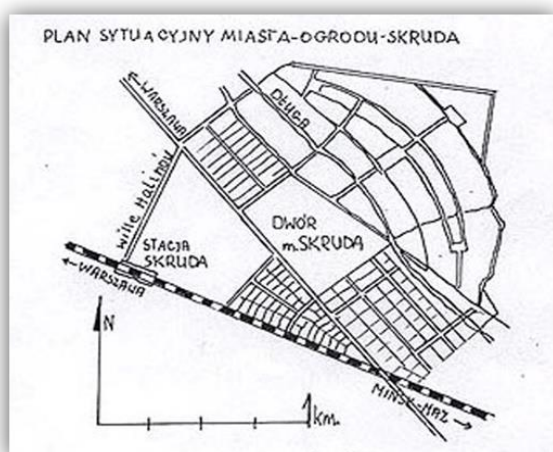 PLAN SYTUACYJNY MIASTA-OGRODU-SKRUDA
←WARSZAWA
DŁUGA
Wille Halinów
DWÓR
m.SKRUDA
STACJA
SKRUDA
←WARSZAWA
N
MIŃSK-MAZ →
1 km.